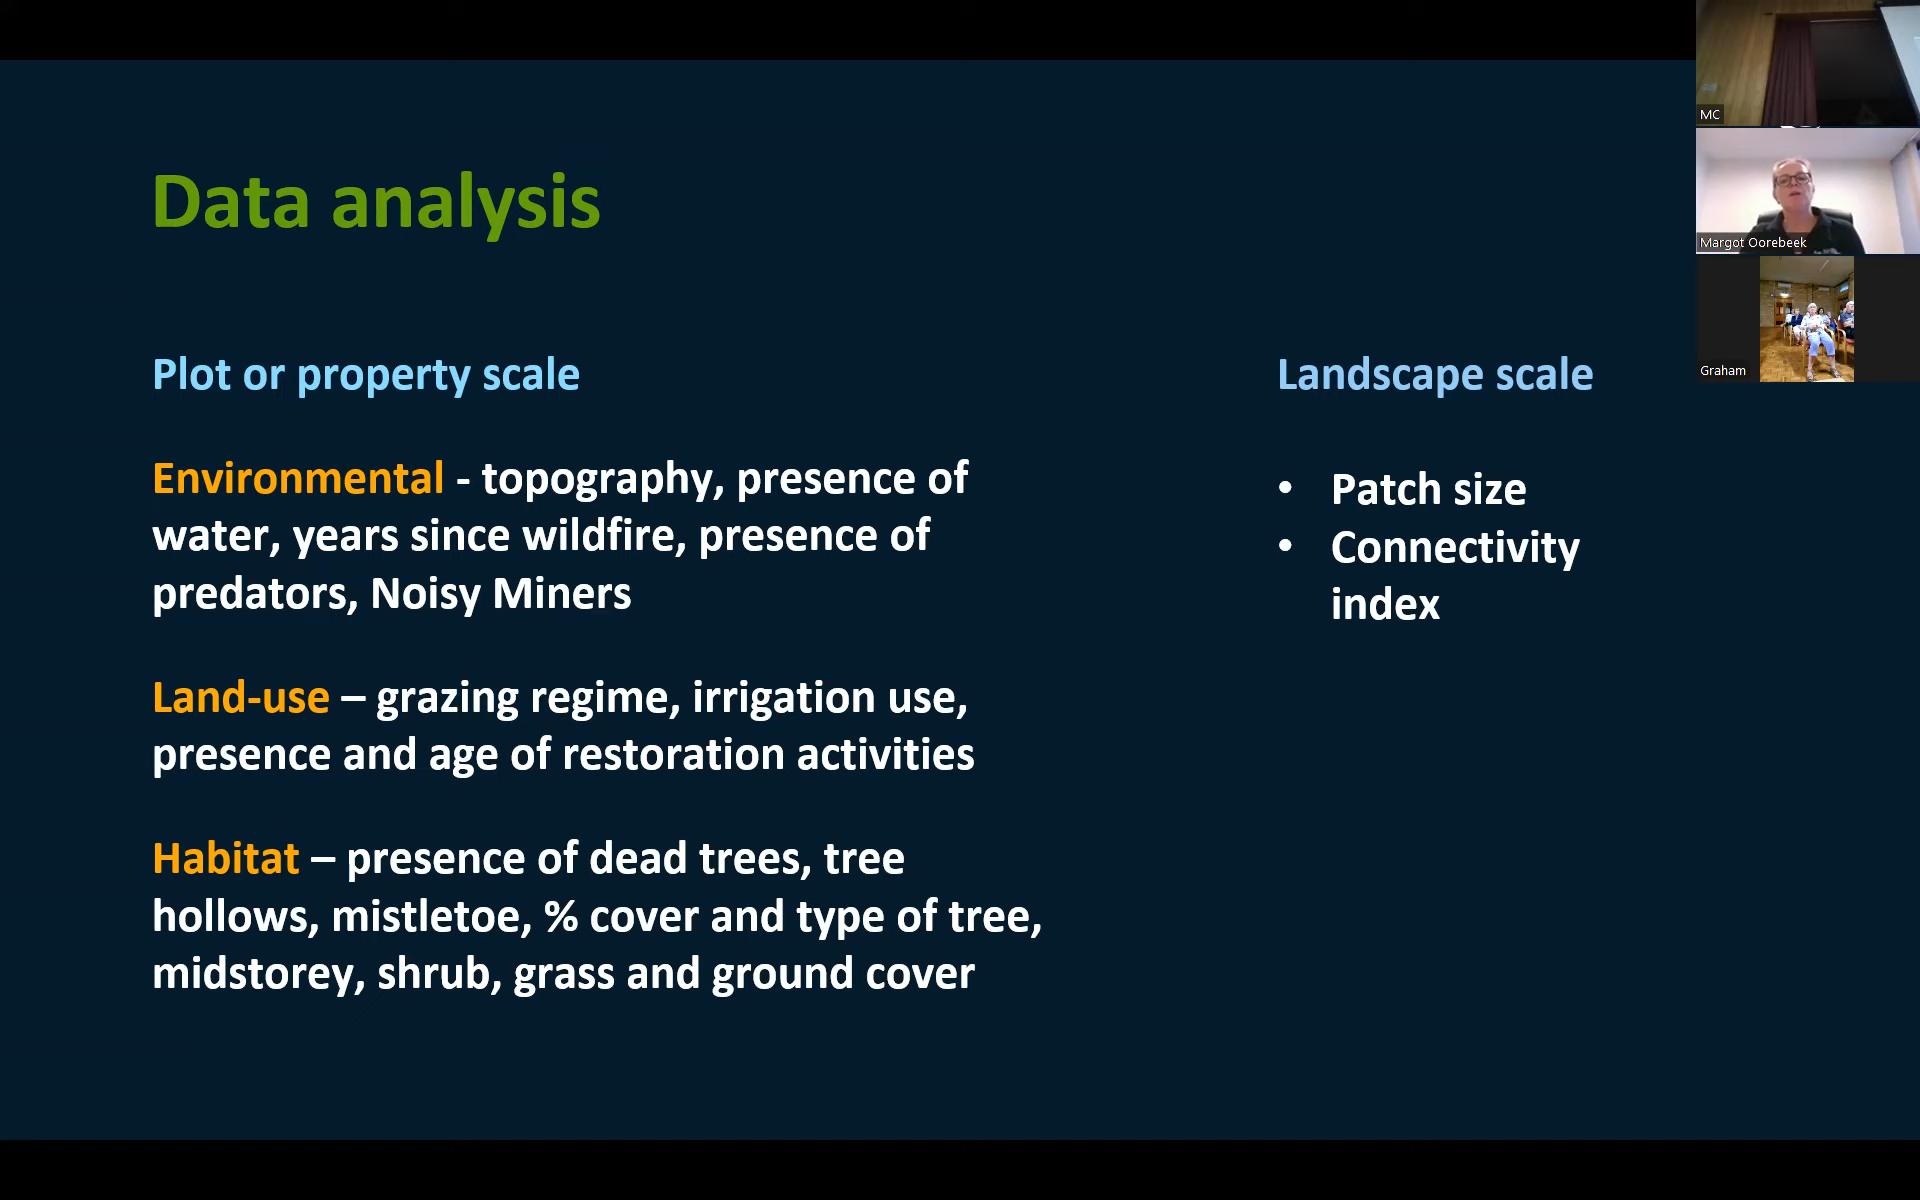 Data analysis
Plot or property scale
Environmental - topography, presence of
water, years since wildfire, presence of
predators, Noisy Miners
Land-use – grazing regime, irrigation use,
presence and age of restoration activities
Habitat – presence of dead trees, tree
hollows, mistletoe, % cover and type of tree,
midstorey, shrub, grass and ground cover
Landscape scale
• Patch size
• Connectivity
index
MC
Margot Oorebeek
Graham